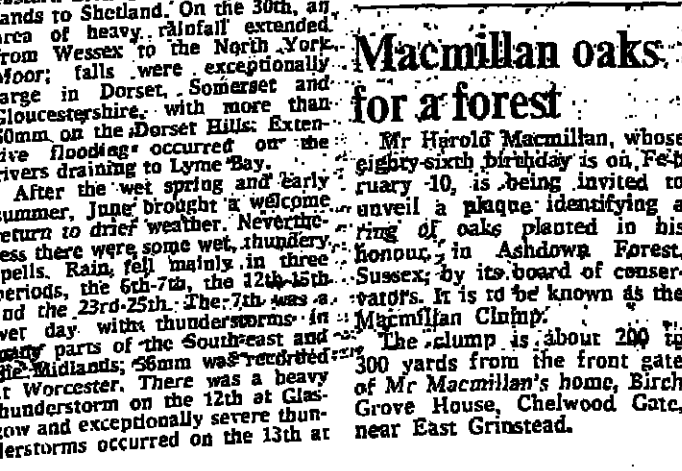 ands to Shetland. On the 30th, an
area of heavy rainfall extended
from Wessex to the North York
Moor; falls were exceptionally
large in Dorset, Somerset and
Gloucestershire, with more than
60mm on the Dorset Hills: Exten-
sive flooding occurred on the
rivers draining to Lyme Bay.
After the wet spring and early
summer, June brought a welcome
return to drier weather. Neverthe-
less there were some wet, thundery
spells. Rain fell mainly in three
periods, the 6th-7th, the 12th-15th
and the 23rd-25th. The 7th was a
wet day with thunderstorms in
many parts of the South-east and
the Midlands; 56mm was recorded
at Worcester. There was a heavy
thunderstorm on the 12th at Glas-
gow and exceptionally severe thun-
derstorms occurred on the 13th at
Macmillan oaks
for a forest
Mr Harold Macmillan, whose
eighty-sixth birthday is on Feb-
ruary 10, is being invited to
unveil a plaque identifying a
ring of oaks planted in his
honour, in Ashdown Forest,
Sussex, by its board of conser-
vators. It is to be known as the
Macmillan Clump.
The clump is about 200 to
300 yards from the front gate
of Mr Macmillan's home, Birch
Grove House, Chelwood Gate,
near East Grinstead.